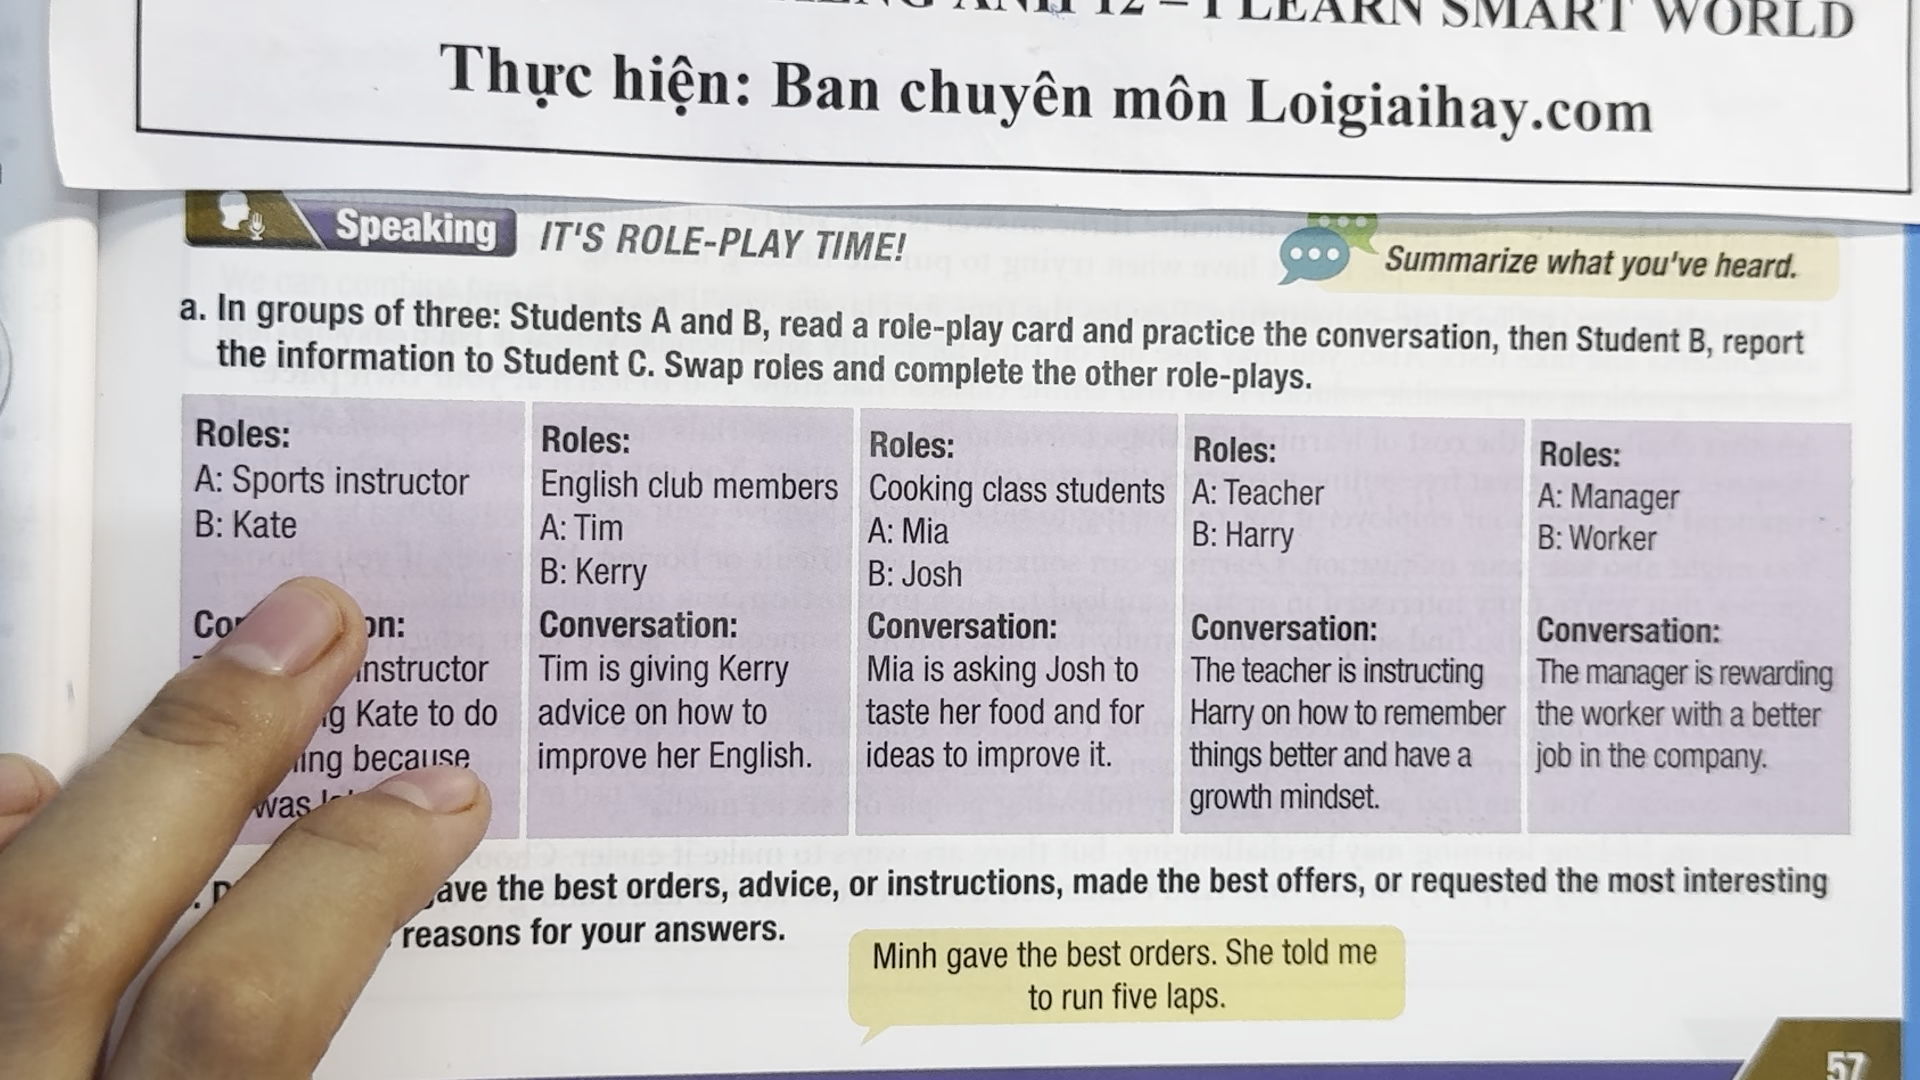 ANH 12 – I LEARN SMART WORLD
Thực hiện: Ban chuyên môn Loigiaihay.com
Speaking IT'S ROLE-PLAY TIME!
Summarize what you've heard.
a. In groups of three: Students A and B, read a role-play card and practice the conversation, then Student B, report
the information to Student C. Swap roles and complete the other role-plays.
Roles:
A: Sports instructor
B: Kate
instructor
Kate to do
because
was
Roles:
English club members
A: Tim
B: Kerry
Conversation:
Tim is giving Kerry
advice on how to
improve her English.
Roles:
Cooking class students
A: Mia
B: Josh
Conversation:
Mia is asking Josh to
taste her food and for
ideas to improve it.
Roles:
A: Teacher
B: Harry
Conversation:
The teacher is instructing
Harry on how to remember
things better and have a
growth mindset.
Roles:
A: Manager
B: Worker
Conversation:
The manager is rewarding
the worker with a better
job in the company.
the best orders, advice, or instructions, made the best offers, or requested the most interesting
reasons for your answers.
Minh gave the best orders. She told me
to run five laps.
57